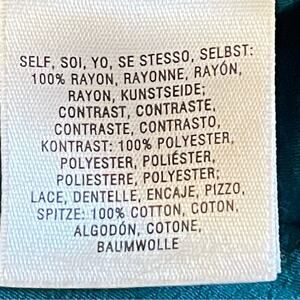 SELF, SOI, YO, SE STESSO, SELBST:
100% RAYON, RAYONNE, RAYÓN,
RAYON, KUNSTSEIDE;
CONTRAST, CONTRASTE,
CONTRASTE, CONTRASTO,
KONTRAST: 100% POLYESTER,
POLYESTER, POLIÉSTER,
POLIESTERE, POLYESTER;
LACE, DENTELLE, ENCAJE, PIZZO,
SPITZE: 100% COTTON, COTON,
ALGODÓN, COTONE,
BAUMWOLLE